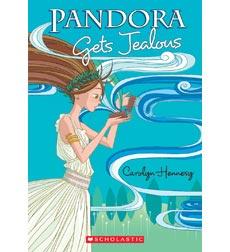 PANDORA
Gets Jealous
Carolyn Hennesy
SCHOLASTIC